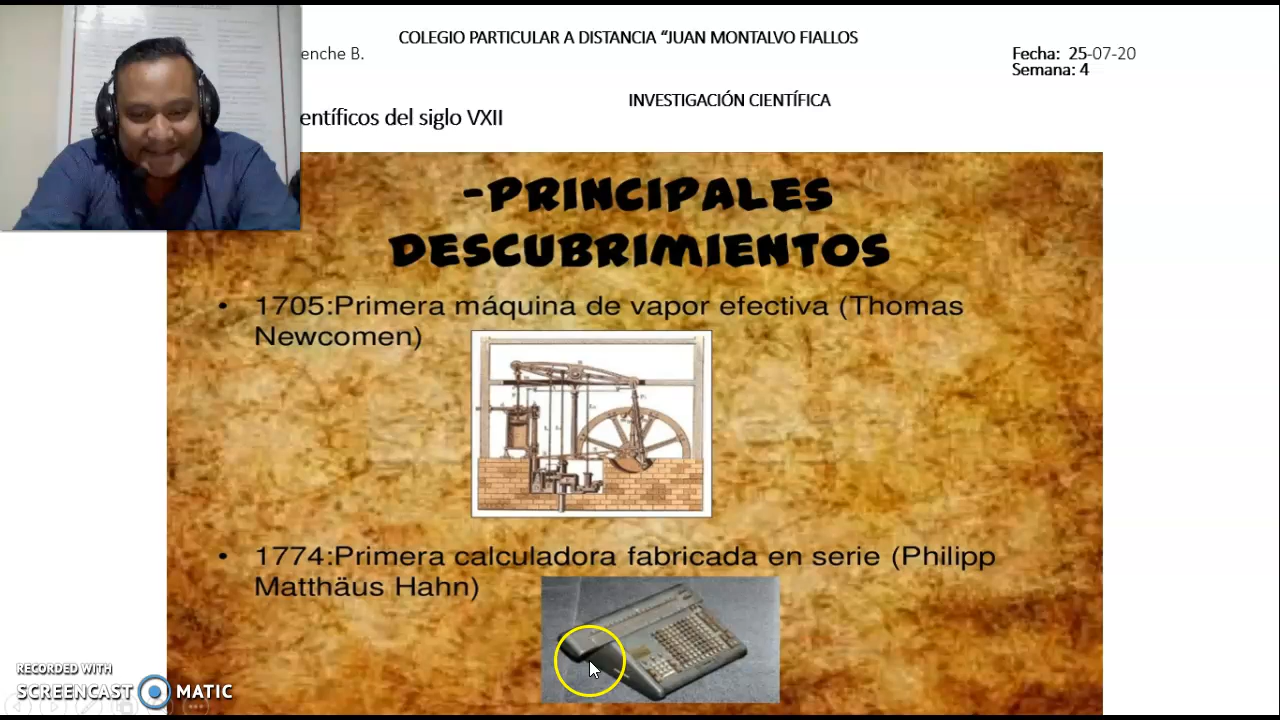 COLEGIO PARTICULAR A DISTANCIA “JUAN MONTALVO FIALLOS
enche B.
Fecha: 25-07-20
Semana: 4
INVESTIGACIÓN CIENTÍFICA
entíficos del siglo VXII
-PRINCIPALES
DESCUBRIMIENTOS
• 1705:Primera máquina de vapor efectiva (Thomas
Newcomen)
• 1774:Primera calculadora fabricada en serie (Philipp
Matthäus Hahn)
RECORDED WITH
SCREENCAST MATIC